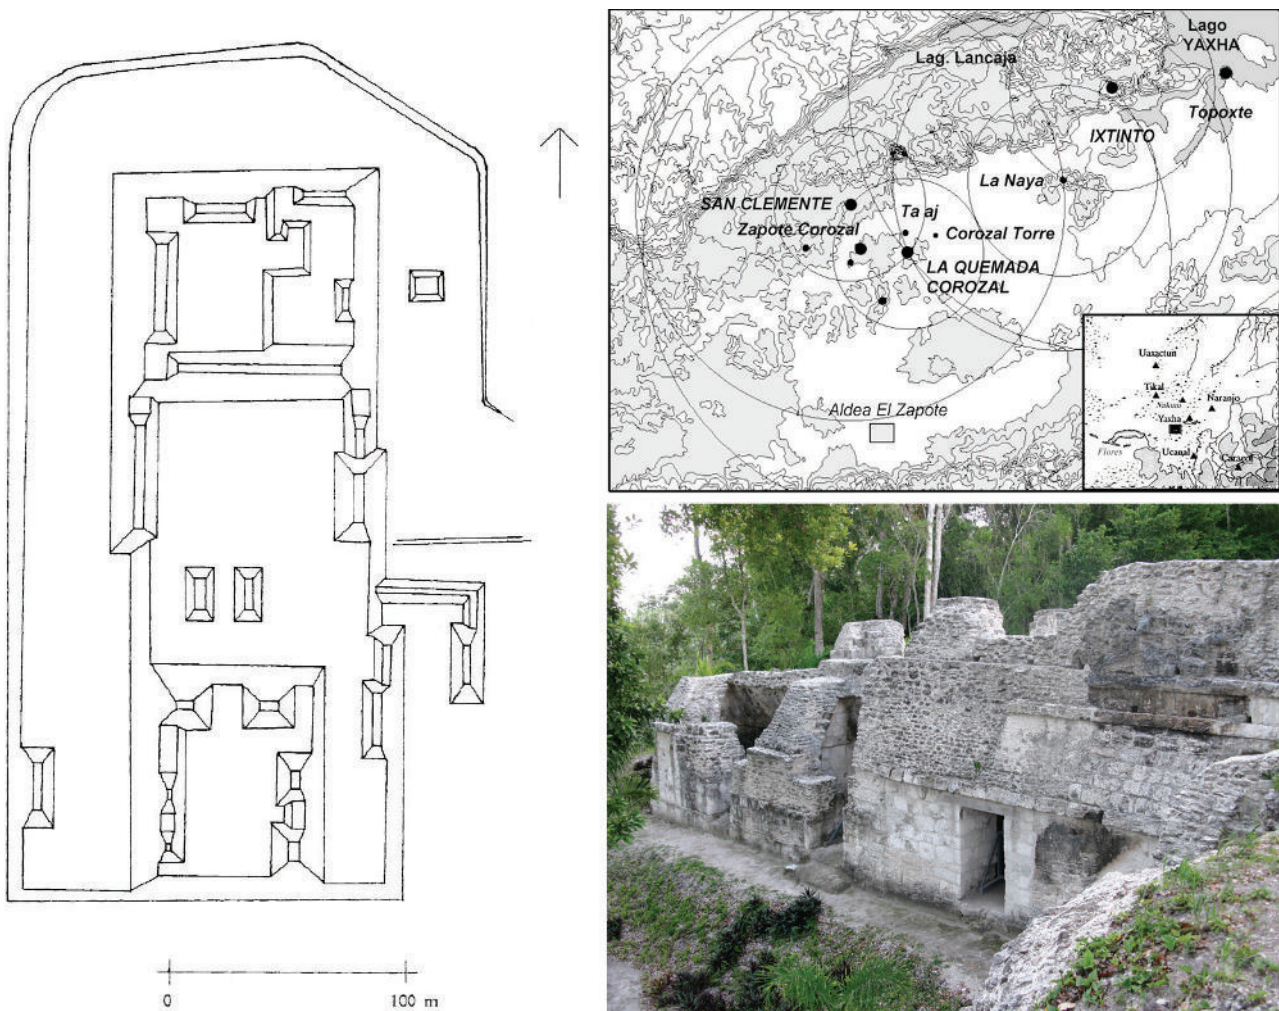 0
100 m
Lago
YAXHA
Lag. Lancaja
Topoxte
IXTINTO
La Naya
SAN CLEMENTE
Ta aj
Zapote Corozal
Corozal Torre
LA QUEMADA
COROZAL
Aldea El Zapote
Uaxactun
Tikal
Nakum
Naranjo
Yaxha
Flores
Ucanal
Caracol